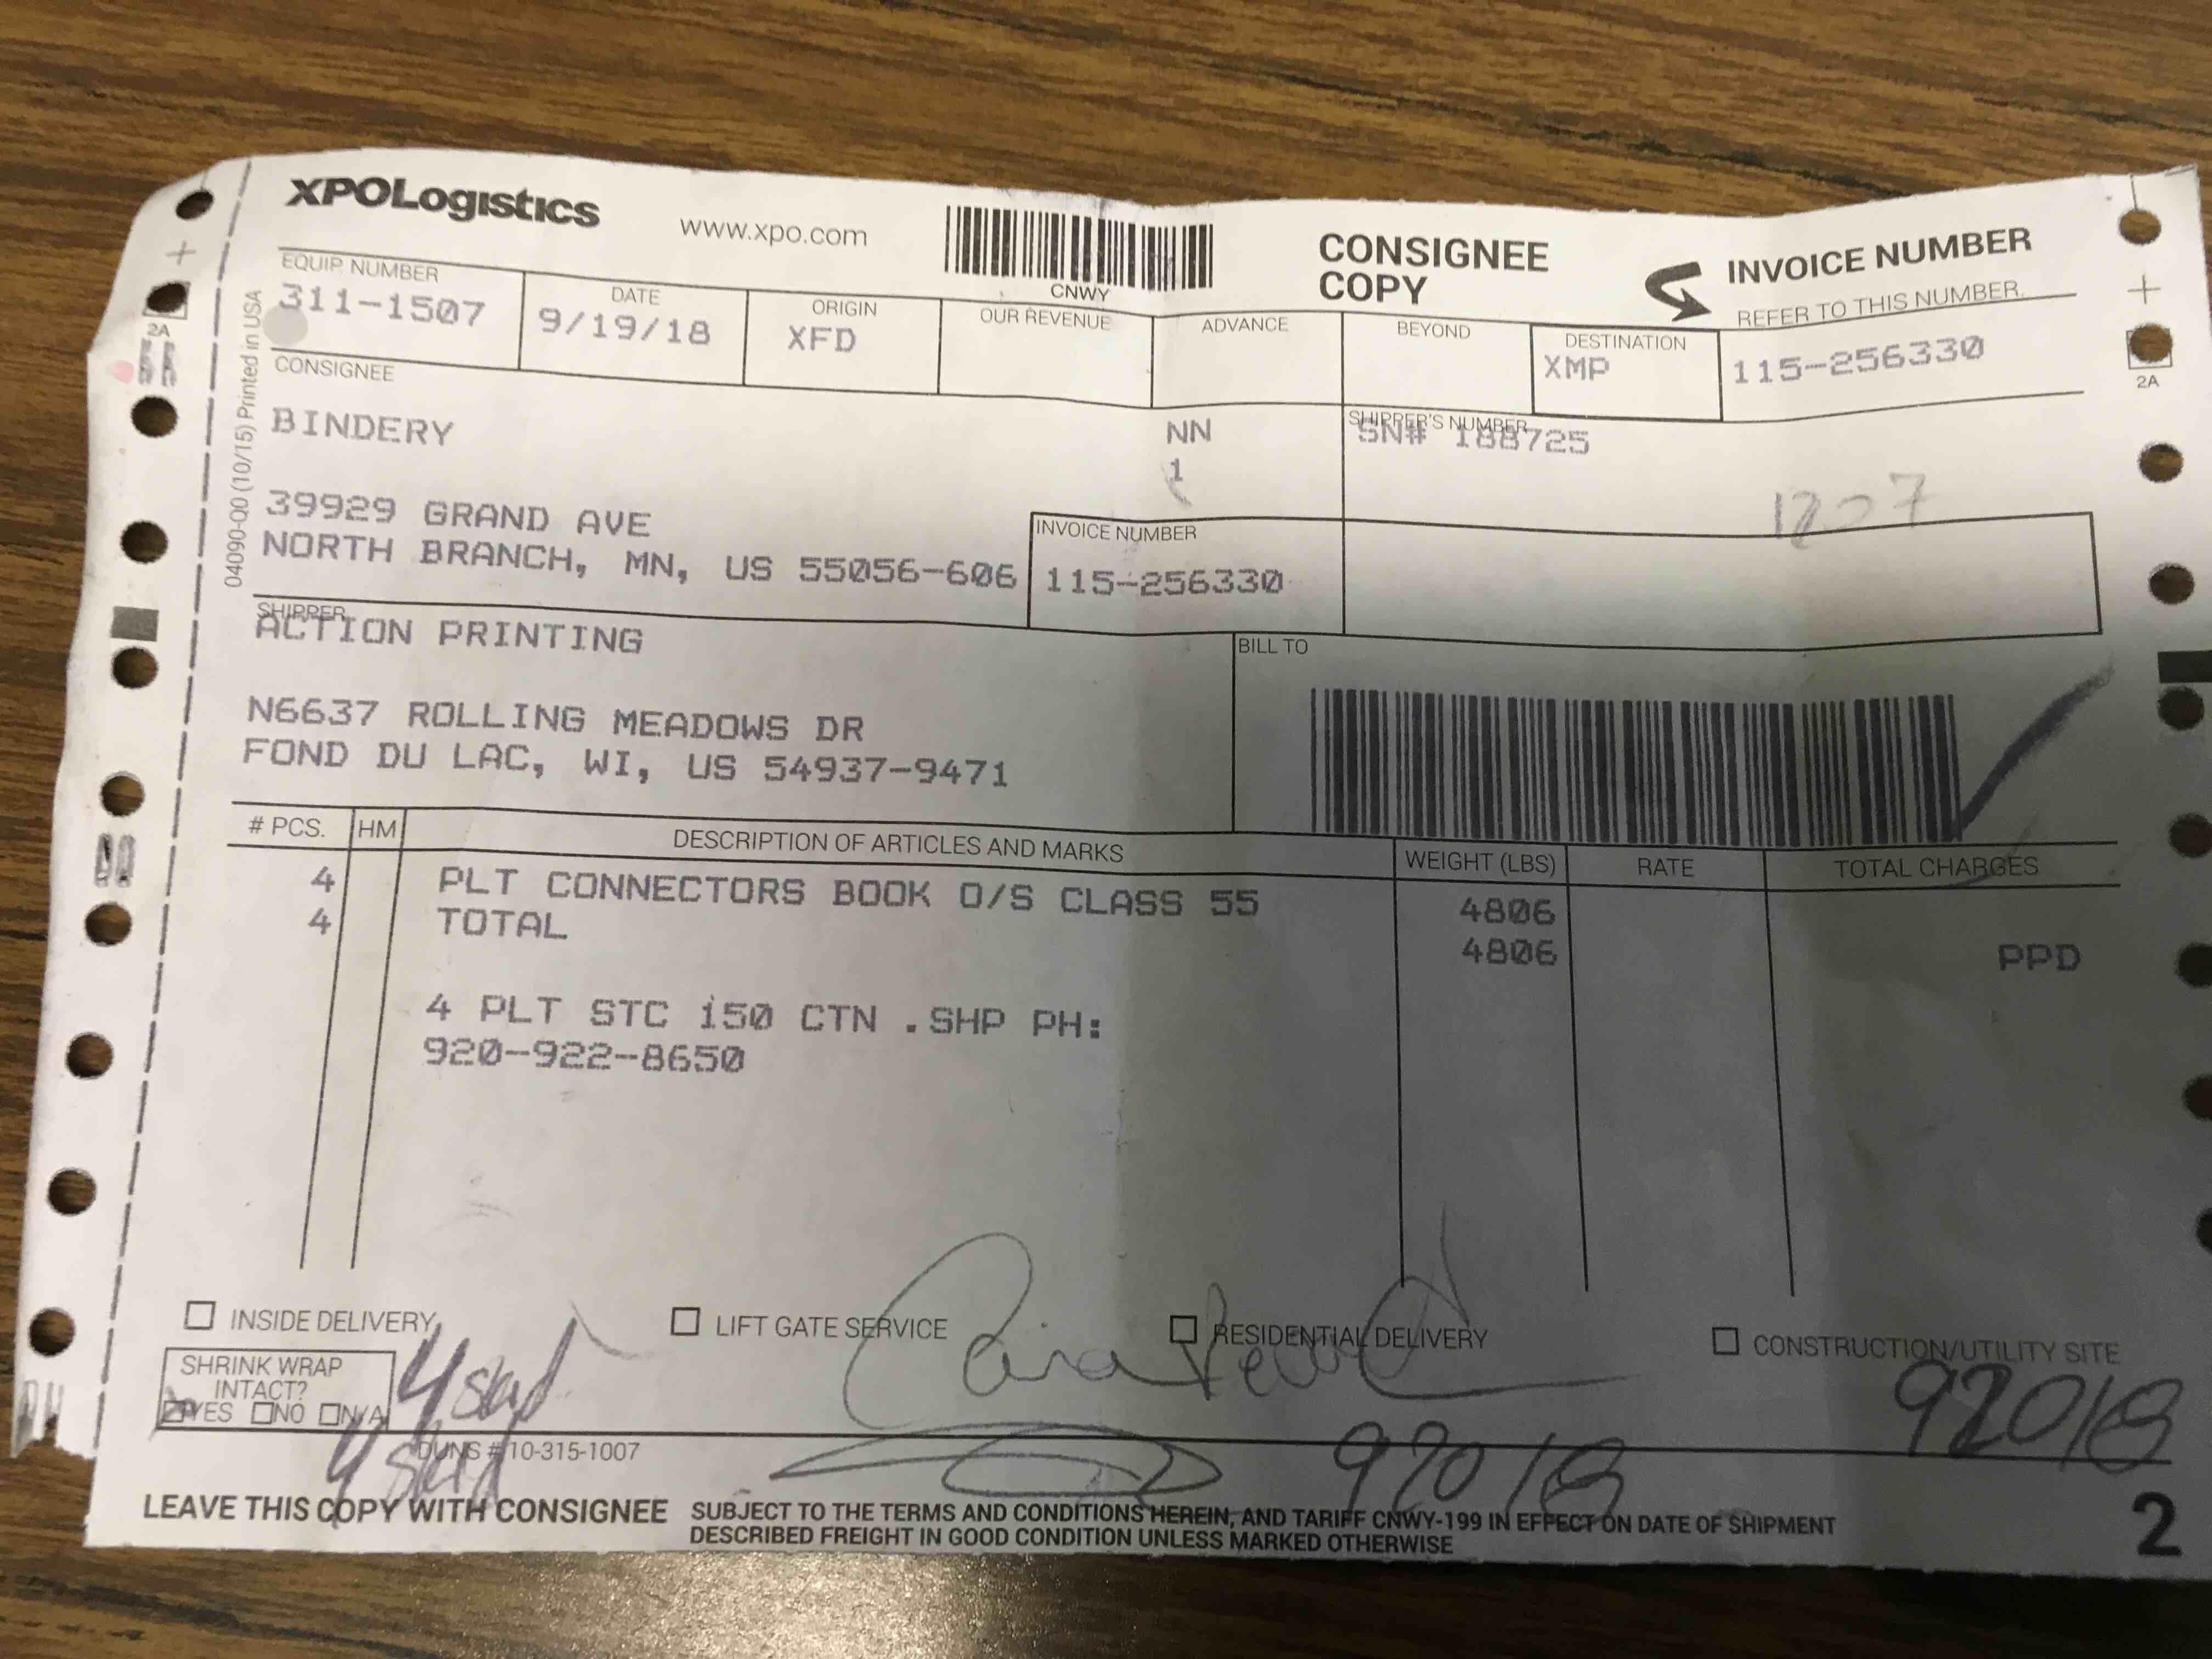 XPOLogistics
www.xpo.com
CNWY
CONSIGNEE
COPY
INVOICE NUMBER
REFER TO THIS NUMBER.
EQUIP. NUMBER
311-1507
DATE
9/19/18
ORIGIN
XFD
OUR REVENUE
ADVANCE
BEYOND
DESTINATION
XMP
115-256330
2A
2A
04090-Q0 (10/15) Printed in USA
CONSIGNEE
BINDERY
NN
1
39929 GRAND AVE
NORTH BRANCH, MN, US 55056-606
SHIPPER'S NUMBER
SN# 188725
INVOICE NUMBER
115-256330
SHIPPER
ACTION PRINTING
N6637 ROLLING MEADOWS DR
FOND DU LAC, WI, US 54937-9471
BILL TO
# PCS. HM DESCRIPTION OF ARTICLES AND MARKS WEIGHT (LBS) RATE TOTAL CHARGES
4 PLT CONNECTORS BOOK O/S CLASS 55 4806
4 TOTAL 4806 PPD
4 PLT STC 150 CTN .SHP PH:
920-922-8650
INSIDE DELIVERY LIFT GATE SERVICE RESIDENTIAL DELIVERY CONSTRUCTION/UTILITY SITE
SHRINK WRAP
INTACT?
YES NO N/A
4 skid
92018
4 skid
92018
DUNS # 10-315-1007
LEAVE THIS COPY WITH CONSIGNEE
SUBJECT TO THE TERMS AND CONDITIONS HEREIN, AND TARIFF CNWY-199 IN EFFECT ON DATE OF SHIPMENT
DESCRIBED FREIGHT IN GOOD CONDITION UNLESS MARKED OTHERWISE
2